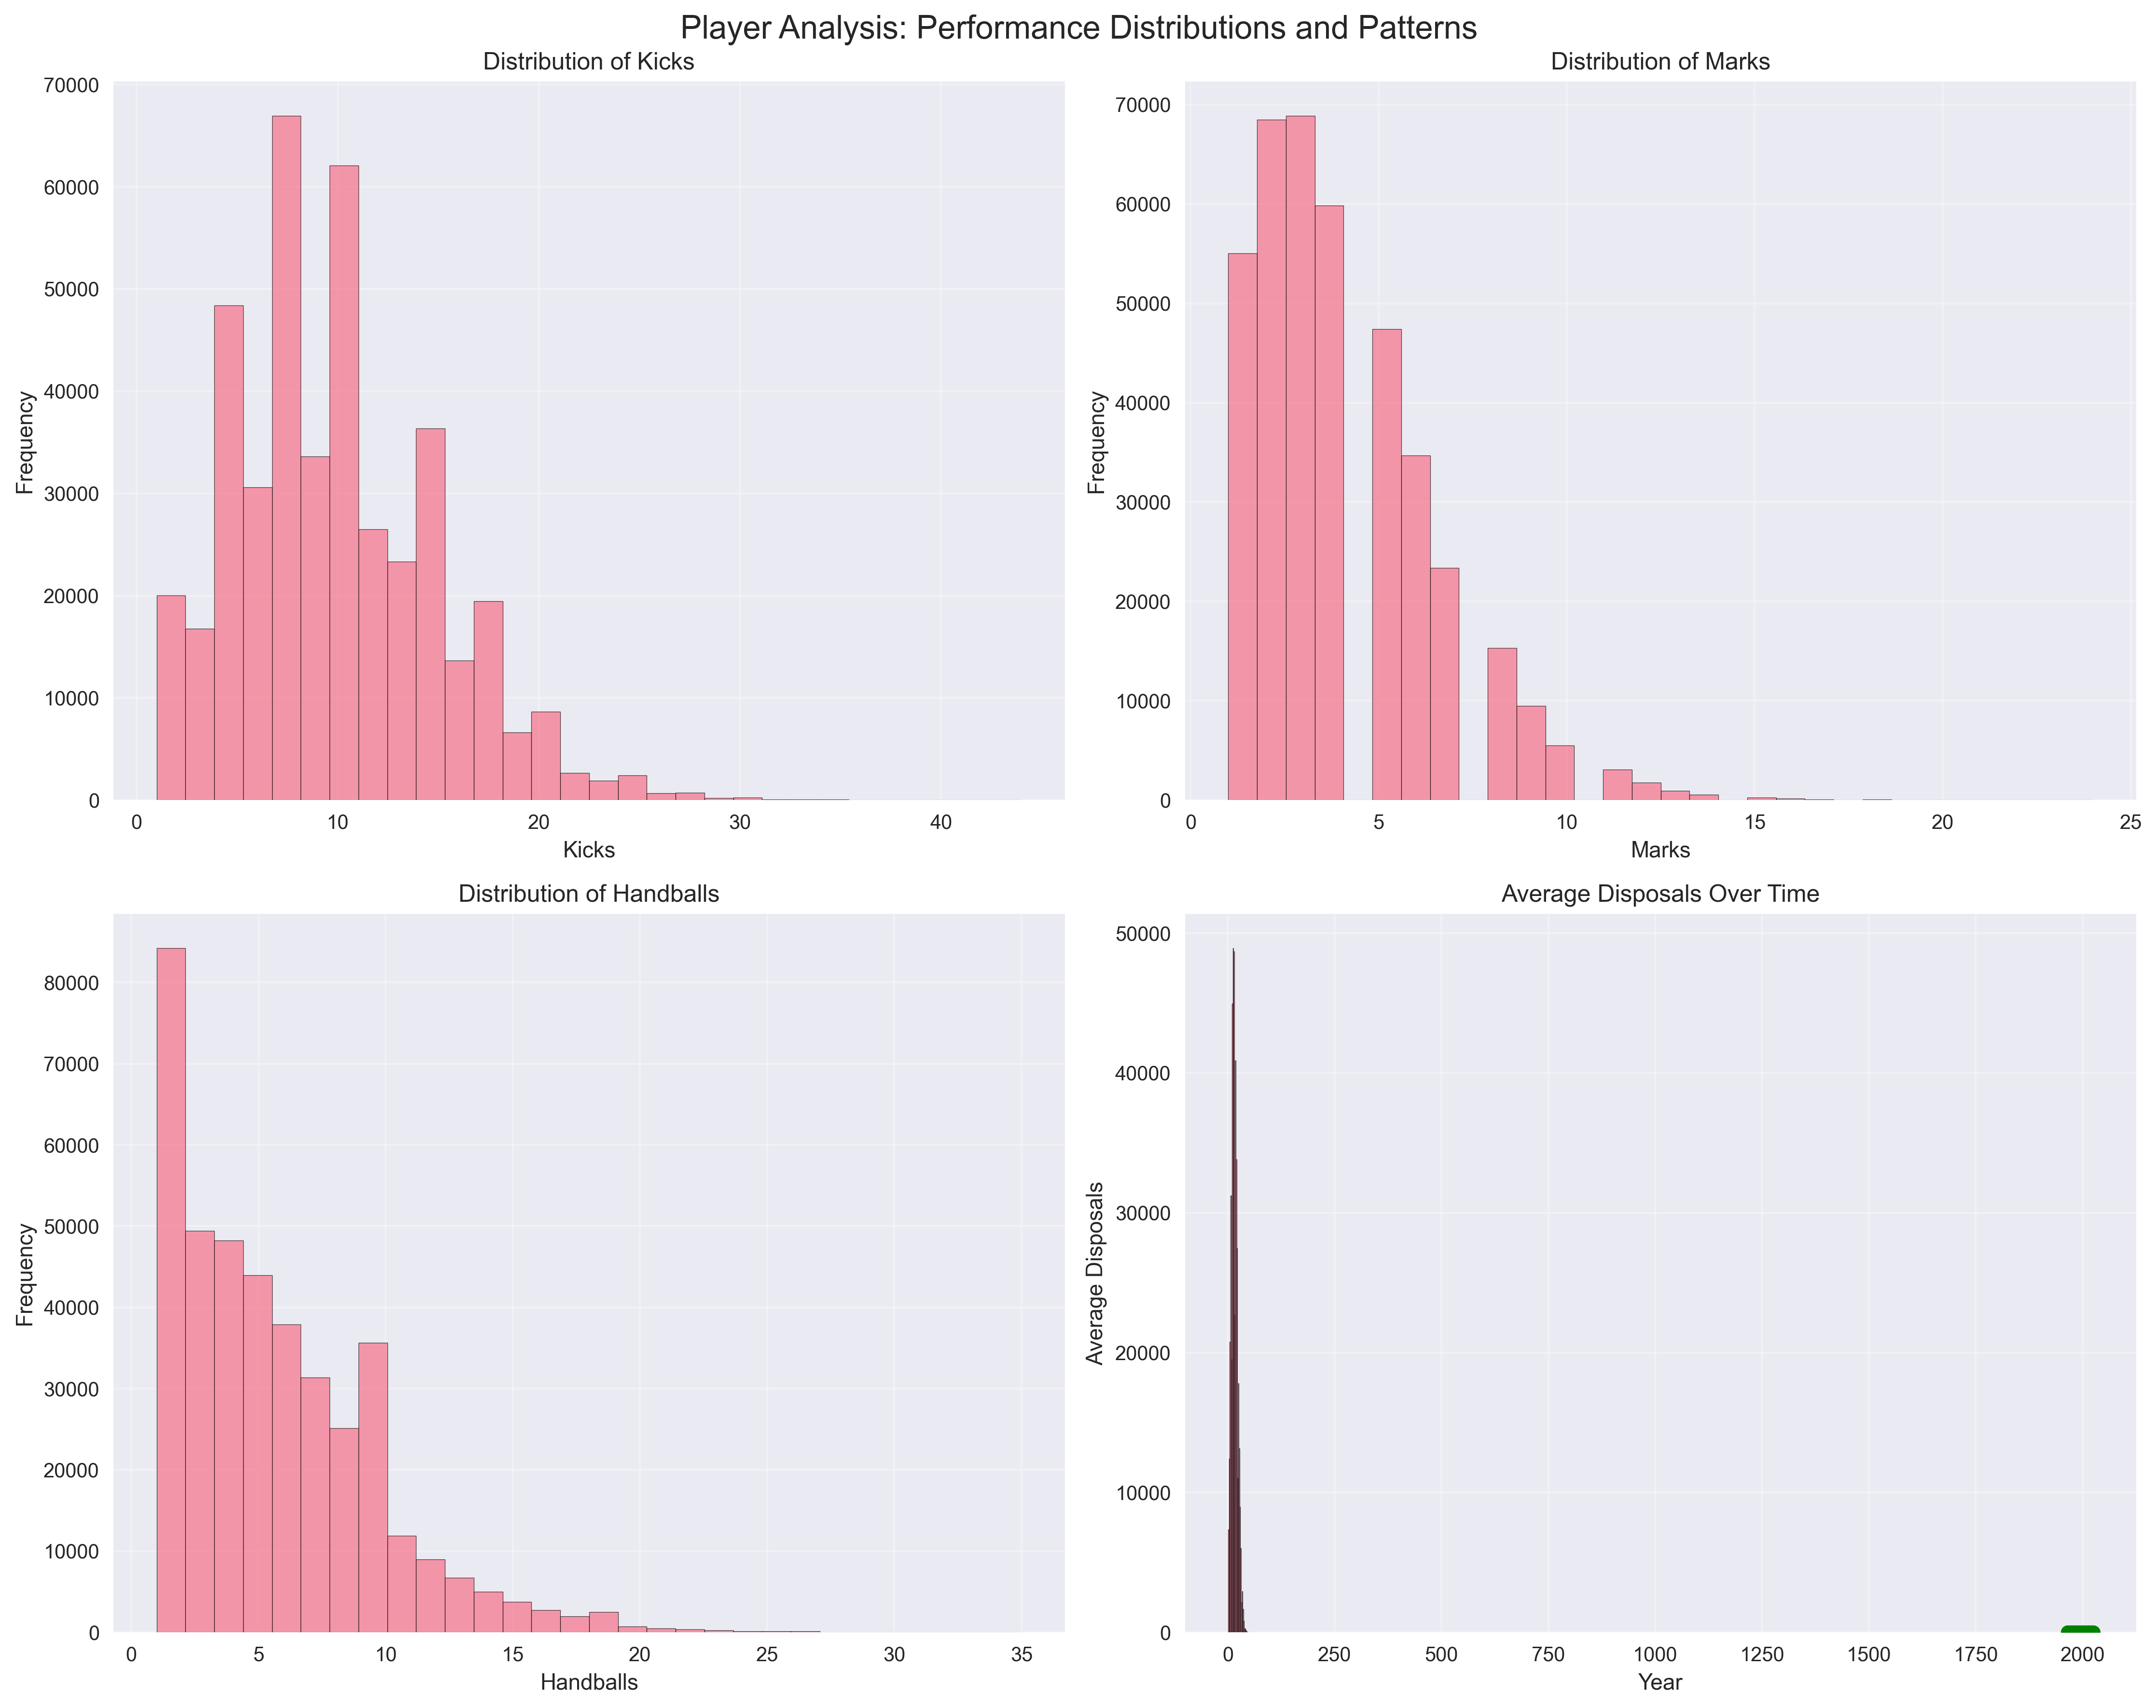 Player Analysis: Performance Distributions and Patterns
Distribution of Kicks
70000
60000
50000
40000
30000
20000
10000
0
Frequency
0 10 20 30 40
Kicks
Distribution of Marks
70000
60000
50000
40000
30000
20000
10000
0
Frequency
0 5 10 15 20 25
Marks
Distribution of Handballs
80000
70000
60000
50000
40000
30000
20000
10000
0
Frequency
0 5 10 15 20 25 30 35
Handballs
Average Disposals Over Time
50000
40000
30000
20000
10000
0
Average Disposals
0 250 500 750 1000 1250 1500 1750 2000
Year